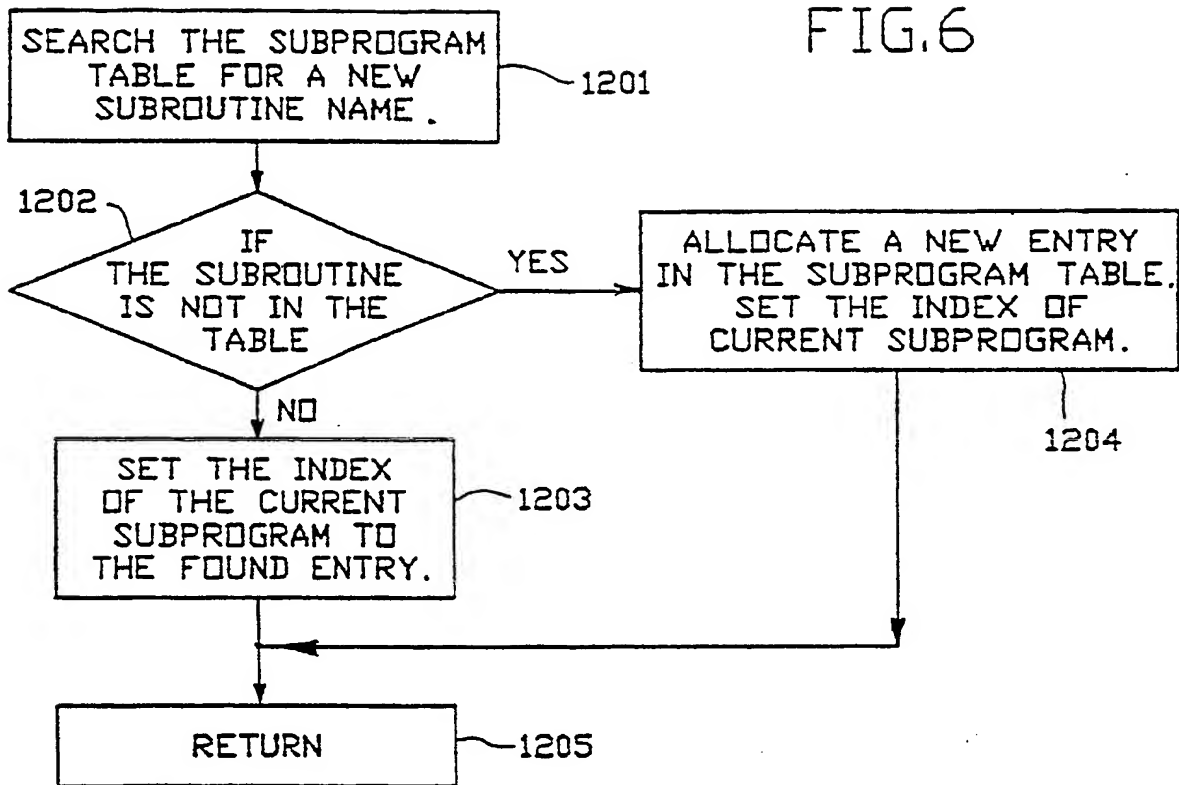 FIG.6
SEARCH THE SUBPROGRAM
TABLE FOR A NEW
SUBROUTINE NAME.
1201
1202
IF
THE SUBROUTINE
IS NOT IN THE
TABLE
YES
ALLOCATE A NEW ENTRY
IN THE SUBPROGRAM TABLE.
SET THE INDEX OF
CURRENT SUBPROGRAM.
1204
NO
SET THE INDEX
OF THE CURRENT
SUBPROGRAM TO
THE FOUND ENTRY.
1203
RETURN
1205